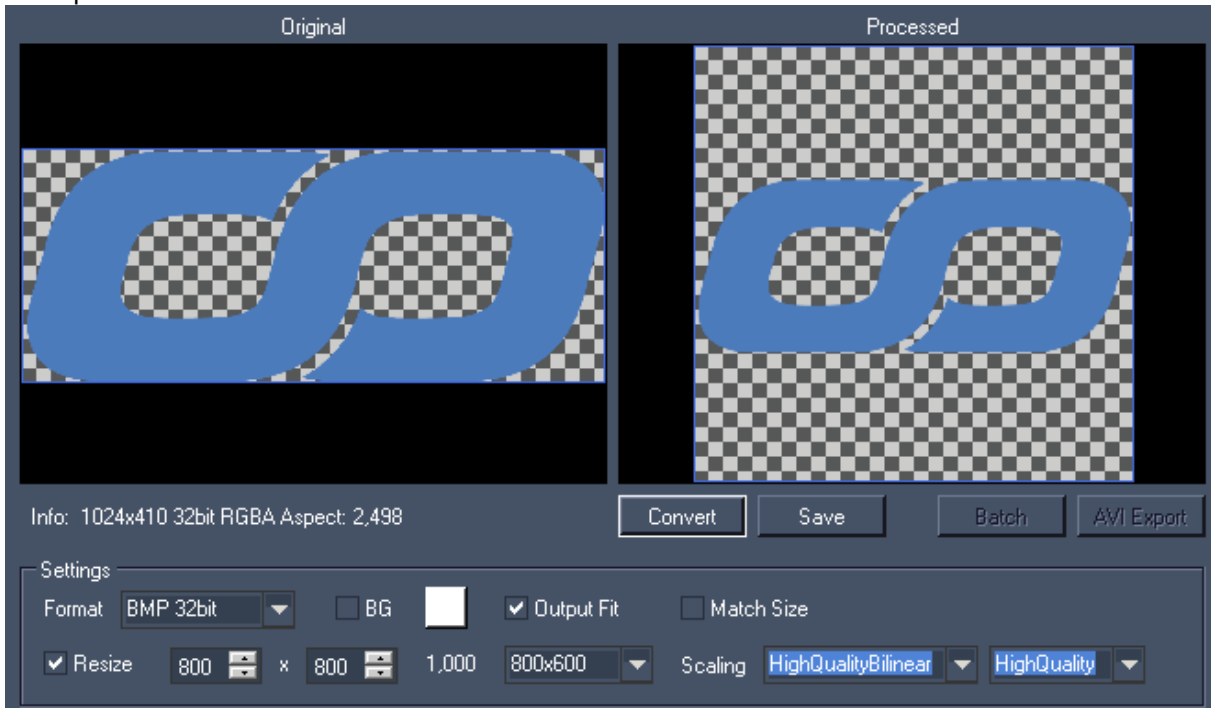 Original
Processed
Info: 1024x410 32bit RGBA Aspect: 2,498
Convert
Save
Batch
AVI Export
Settings
Format BMP 32bit BG Output Fit Match Size
Resize 800 x 800 1,000 800x600 Scaling HighQualityBilinear HighQuality